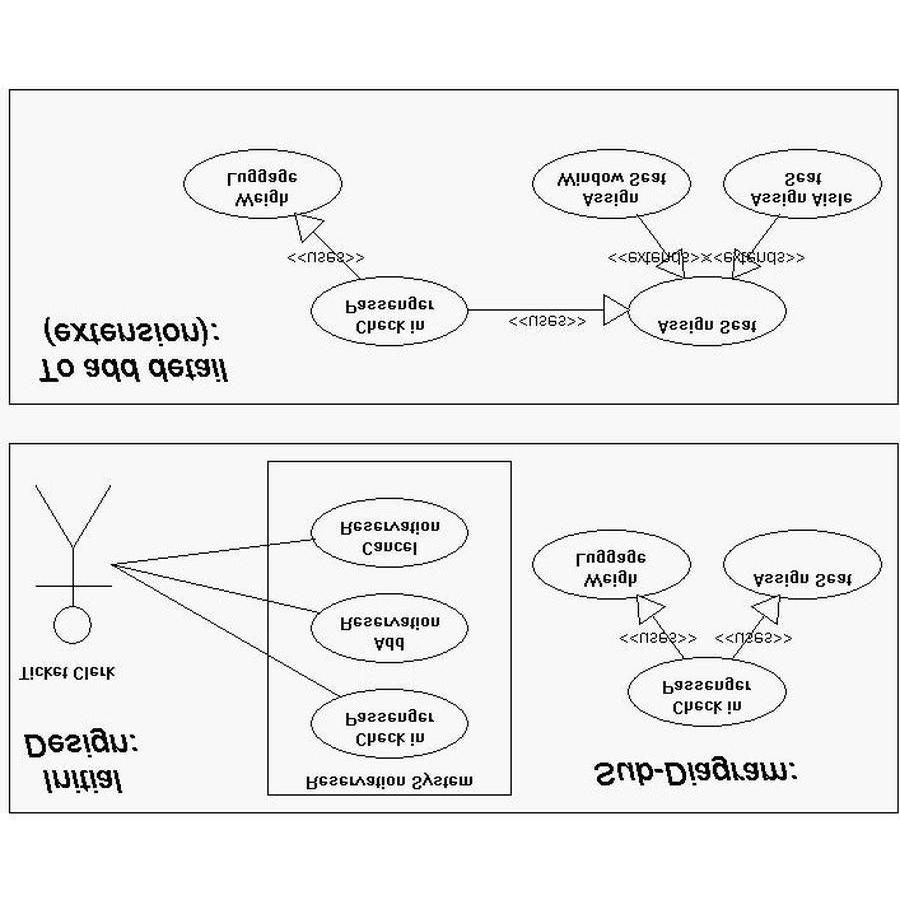 Initial
Design:
Ticket Clerk
Reservation System
Check in
Passenger
Add
Reservation
Cancel
Reservation
Sub-Diagram:
Check in
Passenger
<<uses>>
<<uses>>
Weigh
Luggage
Assign Seat
To add detail
(extension):
Check in
Passenger
<<uses>>
Assign Seat
<<uses>>
Weigh
Luggage
<<extends>>
<<extends>>
Assign
Window Seat
Assign Aisle
Seat